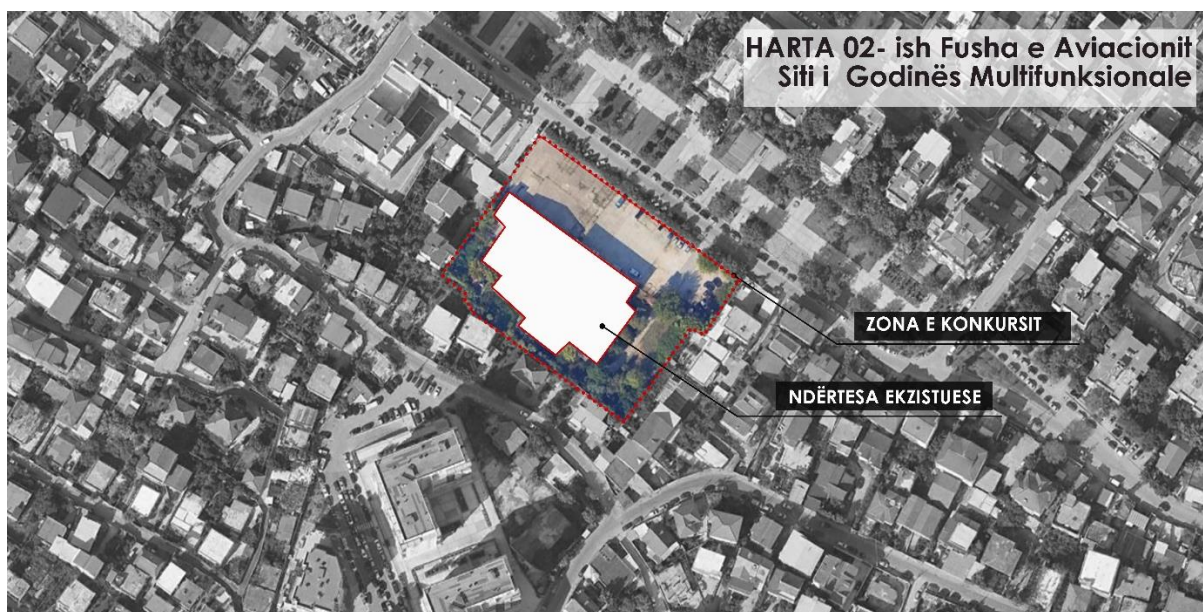 HARTA 02- ish Fusha e Aviacionit
Siti i Godinës Multifunksionale
ZONA E KONKURSIT
NDËRTESA EKZISTUESE